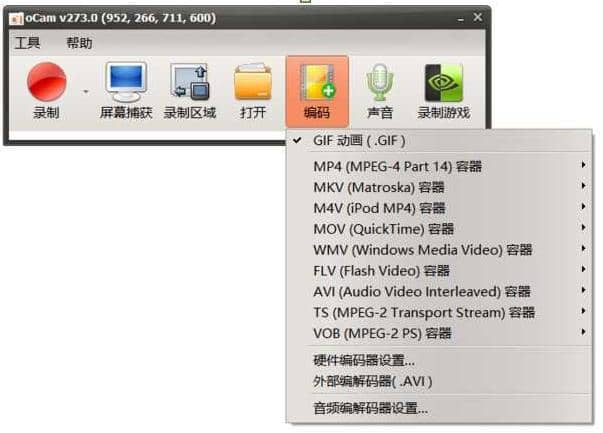 oCam v273.0 (952, 266, 711, 600)
工具 帮助
录制 屏幕捕获 录制区域 打开 编码 声音 录制游戏
GIF 动画 ( .GIF )
MP4 (MPEG-4 Part 14) 容器
MKV (Matroska) 容器
M4V (iPod MP4) 容器
MOV (QuickTime) 容器
WMV (Windows Media Video) 容器
FLV (Flash Video) 容器
AVI (Audio Video Interleaved) 容器
TS (MPEG-2 Transport Stream) 容器
VOB (MPEG-2 PS) 容器
硬件编码器设置...
外部编解码器( .AVI )
音频编解码器设置...